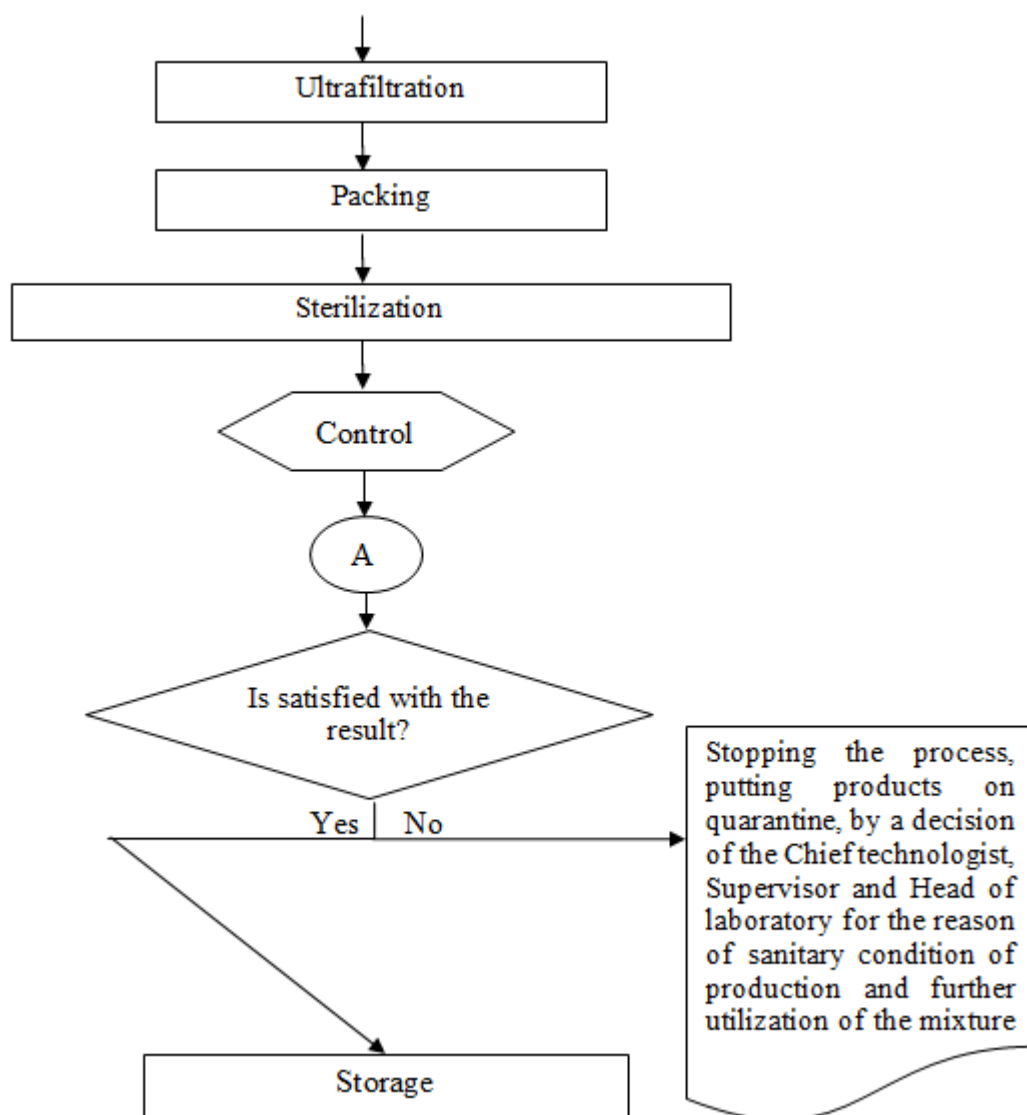 Ultrafiltration
Packing
Sterilization
Control
A
Is satisfied with the
result?
Yes
No
Stopping the process,
putting products on
quarantine, by a decision
of the Chief technologist,
Supervisor and Head of
laboratory for the reason
of sanitary condition of
production and further
utilization of the mixture
Storage